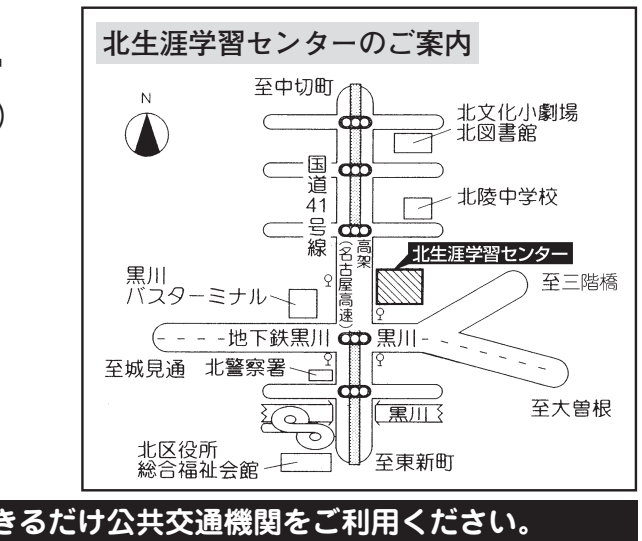 北生涯学習センターのご案内
至中切町
N
北文化小劇場
北図書館
国道41号線
北陵中学校
高架
(名古屋高速)
北生涯学習センター
黒川
バスターミナル
至三階橋
地下鉄黒川
黒川
至城見通
北警察署
至大曽根
黒川
北区役所
総合福祉会館
至東新町
きるだけ公共交通機関をご利用ください。